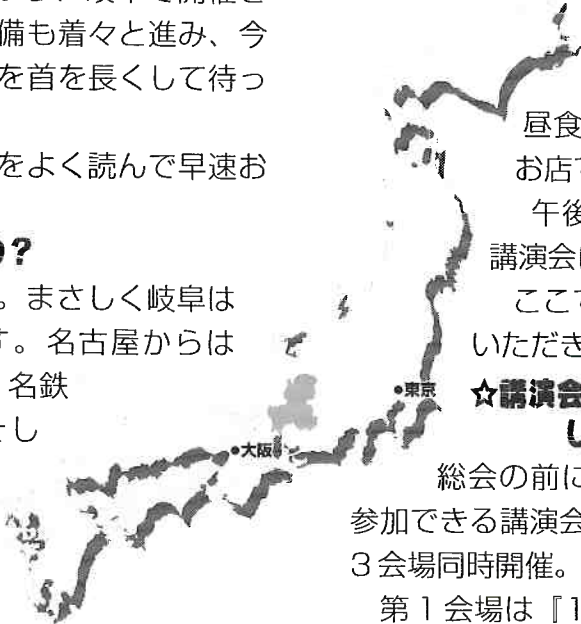 備も着々と進み、今
を首を長くして待っ
をよく読んで早速お
？
。まさしく岐阜は
す。名古屋からは
名鉄
し
●東京
●大阪
昼食
お店
午後
講演会
ここで
いただき
☆講演会
し
総会の前に
参加できる講演会
3会場同時開催。
第1会場は『1